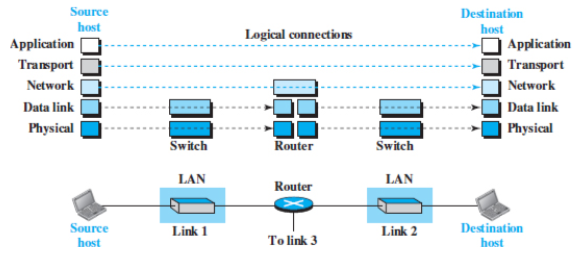 Source
host
Destination
host
Logical connections
Application
Application
Transport
Transport
Network
Network
Data link
Data link
Physical
Physical
Switch
Router
Switch
LAN
Router
LAN
Source
host
Link 1
To link 3
Link 2
Destination
host